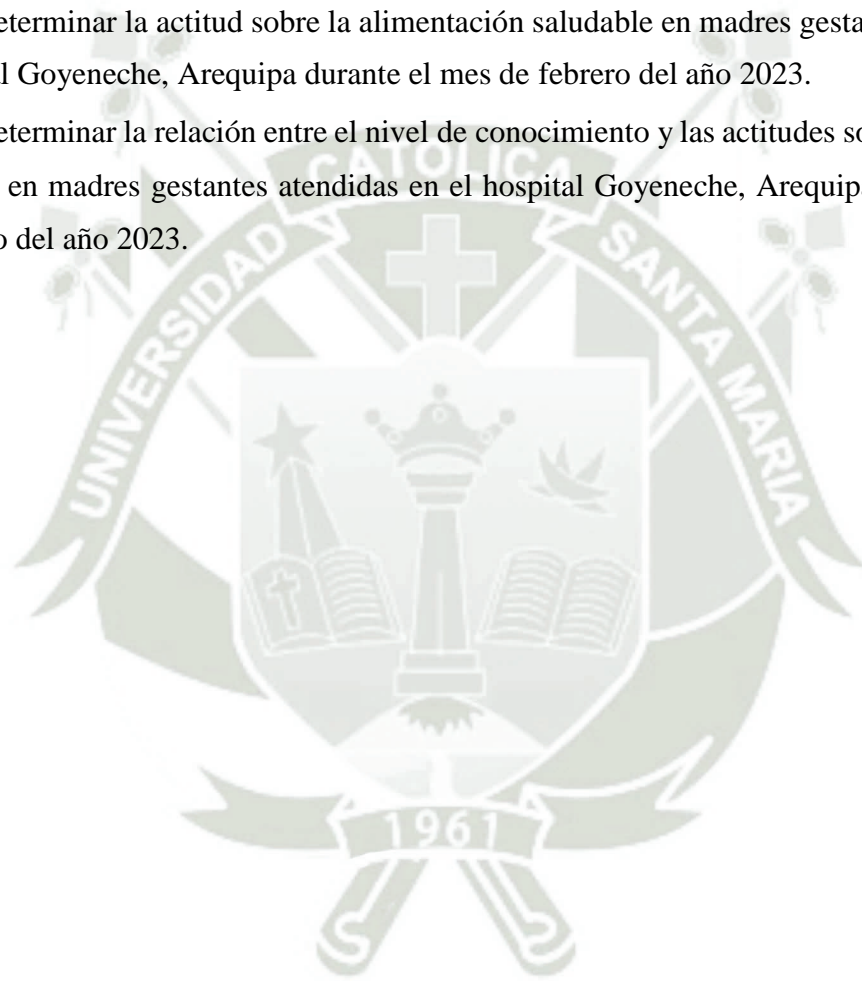 eterminar la actitud sobre la alimentación saludable en madres gesta
l Goyeneche, Arequipa durante el mes de febrero del año 2023.
eterminar la relación entre el nivel de conocimiento y las actitudes so
en madres gestantes atendidas en el hospital Goyeneche, Arequip
o del año 2023.
UNIVERSIDAD CATOLICA SANTA MARIA
1961